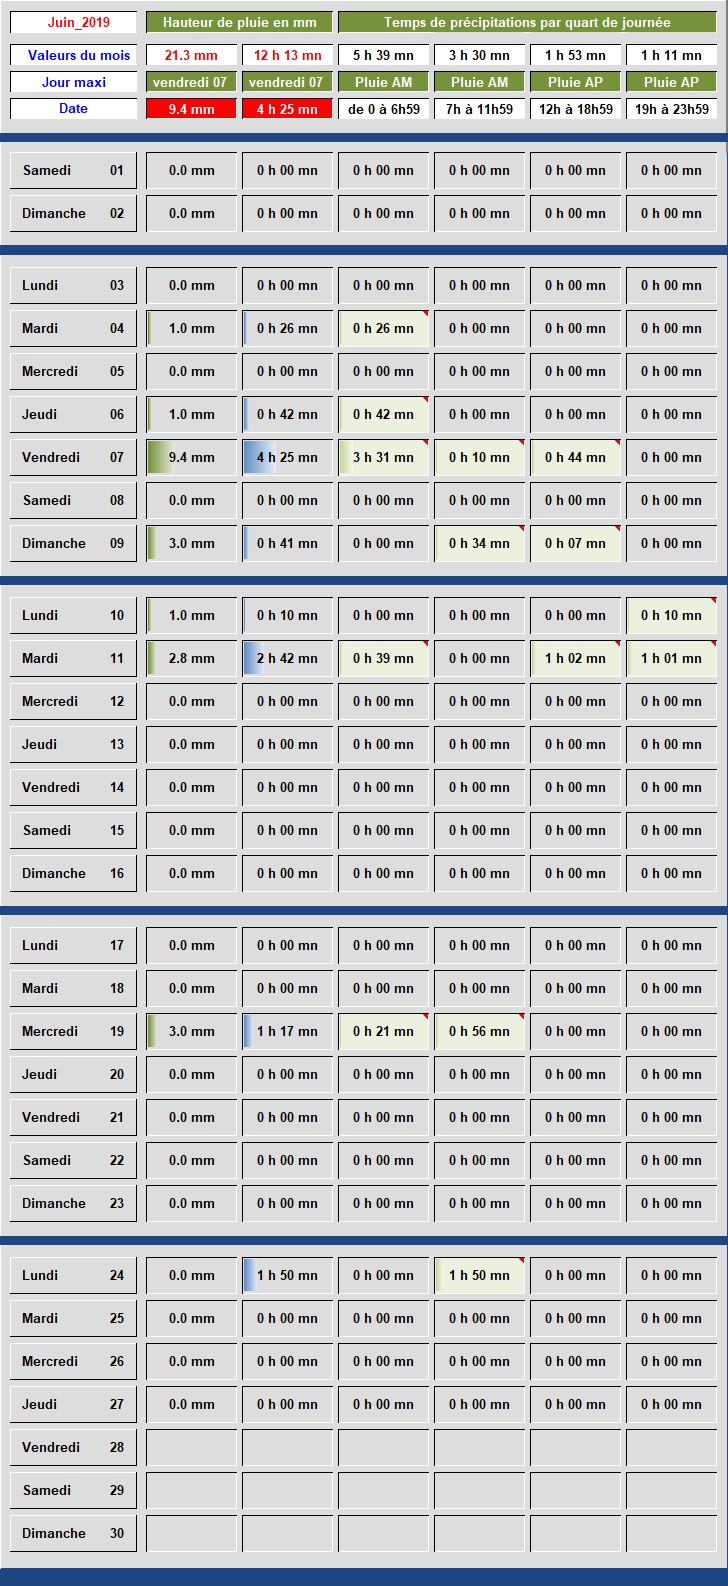 Juin_2019 Hauteur de pluie en mm Temps de précipitations par quart de journée
Valeurs du mois 21.3 mm 12 h 13 mn 5 h 39 mn 3 h 30 mn 1 h 53 mn 1 h 11 mn
Jour maxi vendredi 07 vendredi 07 Pluie AM Pluie AM Pluie AP Pluie AP
Date 9.4 mm 4 h 25 mn de 0 à 6h59 7h à 11h59 12h à 18h59 19h à 23h59
Samedi 01 0.0 mm 0 h 00 mn 0 h 00 mn 0 h 00 mn 0 h 00 mn 0 h 00 mn
Dimanche 02 0.0 mm 0 h 00 mn 0 h 00 mn 0 h 00 mn 0 h 00 mn 0 h 00 mn
Lundi 03 0.0 mm 0 h 00 mn 0 h 00 mn 0 h 00 mn 0 h 00 mn 0 h 00 mn
Mardi 04 1.0 mm 0 h 26 mn 0 h 26 mn 0 h 00 mn 0 h 00 mn 0 h 00 mn
Mercredi 05 0.0 mm 0 h 00 mn 0 h 00 mn 0 h 00 mn 0 h 00 mn 0 h 00 mn
Jeudi 06 1.0 mm 0 h 42 mn 0 h 42 mn 0 h 00 mn 0 h 00 mn 0 h 00 mn
Vendredi 07 9.4 mm 4 h 25 mn 3 h 31 mn 0 h 10 mn 0 h 44 mn 0 h 00 mn
Samedi 08 0.0 mm 0 h 00 mn 0 h 00 mn 0 h 00 mn 0 h 00 mn 0 h 00 mn
Dimanche 09 3.0 mm 0 h 41 mn 0 h 00 mn 0 h 34 mn 0 h 07 mn 0 h 00 mn
Lundi 10 1.0 mm 0 h 10 mn 0 h 00 mn 0 h 00 mn 0 h 00 mn 0 h 10 mn
Mardi 11 2.8 mm 2 h 42 mn 0 h 39 mn 0 h 00 mn 1 h 02 mn 1 h 01 mn
Mercredi 12 0.0 mm 0 h 00 mn 0 h 00 mn 0 h 00 mn 0 h 00 mn 0 h 00 mn
Jeudi 13 0.0 mm 0 h 00 mn 0 h 00 mn 0 h 00 mn 0 h 00 mn 0 h 00 mn
Vendredi 14 0.0 mm 0 h 00 mn 0 h 00 mn 0 h 00 mn 0 h 00 mn 0 h 00 mn
Samedi 15 0.0 mm 0 h 00 mn 0 h 00 mn 0 h 00 mn 0 h 00 mn 0 h 00 mn
Dimanche 16 0.0 mm 0 h 00 mn 0 h 00 mn 0 h 00 mn 0 h 00 mn 0 h 00 mn
Lundi 17 0.0 mm 0 h 00 mn 0 h 00 mn 0 h 00 mn 0 h 00 mn 0 h 00 mn
Mardi 18 0.0 mm 0 h 00 mn 0 h 00 mn 0 h 00 mn 0 h 00 mn 0 h 00 mn
Mercredi 19 3.0 mm 1 h 17 mn 0 h 21 mn 0 h 56 mn 0 h 00 mn 0 h 00 mn
Jeudi 20 0.0 mm 0 h 00 mn 0 h 00 mn 0 h 00 mn 0 h 00 mn 0 h 00 mn
Vendredi 21 0.0 mm 0 h 00 mn 0 h 00 mn 0 h 00 mn 0 h 00 mn 0 h 00 mn
Samedi 22 0.0 mm 0 h 00 mn 0 h 00 mn 0 h 00 mn 0 h 00 mn 0 h 00 mn
Dimanche 23 0.0 mm 0 h 00 mn 0 h 00 mn 0 h 00 mn 0 h 00 mn 0 h 00 mn
Lundi 24 0.0 mm 1 h 50 mn 0 h 00 mn 1 h 50 mn 0 h 00 mn 0 h 00 mn
Mardi 25 0.0 mm 0 h 00 mn 0 h 00 mn 0 h 00 mn 0 h 00 mn 0 h 00 mn
Mercredi 26 0.0 mm 0 h 00 mn 0 h 00 mn 0 h 00 mn 0 h 00 mn 0 h 00 mn
Jeudi 27 0.0 mm 0 h 00 mn 0 h 00 mn 0 h 00 mn 0 h 00 mn 0 h 00 mn
Vendredi 28
Samedi 29
Dimanche 30